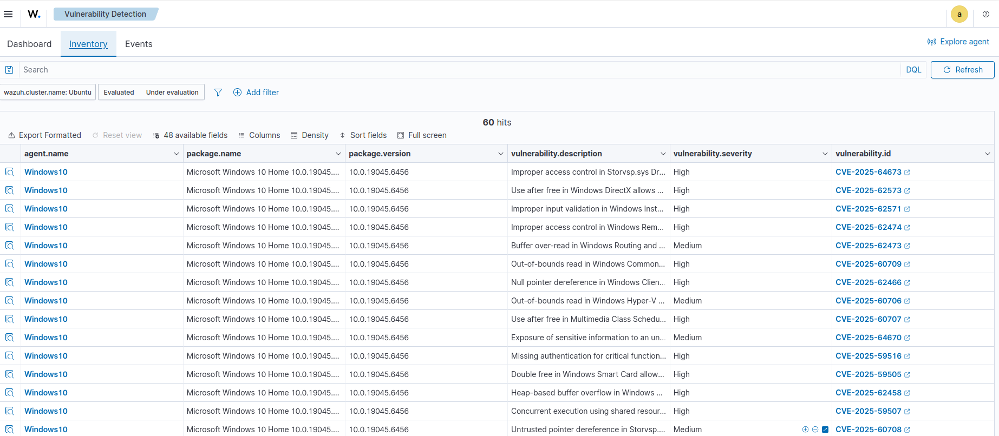 W. Vulnerability Detection a
Dashboard Inventory Events Explore agent
Search DQL Refresh
wazuh.cluster.name: Ubuntu Evaluated Under evaluation Add filter
60 hits
Export Formatted Reset view 48 available fields Columns Density Sort fields Full screen
agent.name package.name package.version vulnerability.description vulnerability.severity vulnerability.id
Windows10 Microsoft Windows 10 Home 10.0.19045.... 10.0.19045.6456 Improper access control in Storvsp.sys Dr... High CVE-2025-64673
Windows10 Microsoft Windows 10 Home 10.0.19045.... 10.0.19045.6456 Use after free in Windows DirectX allows ... High CVE-2025-62573
Windows10 Microsoft Windows 10 Home 10.0.19045.... 10.0.19045.6456 Improper input validation in Windows Inst... High CVE-2025-62571
Windows10 Microsoft Windows 10 Home 10.0.19045.... 10.0.19045.6456 Improper access control in Windows Rem... High CVE-2025-62474
Windows10 Microsoft Windows 10 Home 10.0.19045.... 10.0.19045.6456 Buffer over-read in Windows Routing and ... Medium CVE-2025-62473
Windows10 Microsoft Windows 10 Home 10.0.19045.... 10.0.19045.6456 Out-of-bounds read in Windows Common... High CVE-2025-60709
Windows10 Microsoft Windows 10 Home 10.0.19045.... 10.0.19045.6456 Null pointer dereference in Windows Clien... High CVE-2025-62466
Windows10 Microsoft Windows 10 Home 10.0.19045.... 10.0.19045.6456 Out-of-bounds read in Windows Hyper-V ... Medium CVE-2025-60706
Windows10 Microsoft Windows 10 Home 10.0.19045.... 10.0.19045.6456 Use after free in Multimedia Class Schedu... High CVE-2025-60707
Windows10 Microsoft Windows 10 Home 10.0.19045.... 10.0.19045.6456 Exposure of sensitive information to an un... Medium CVE-2025-64670
Windows10 Microsoft Windows 10 Home 10.0.19045.... 10.0.19045.6456 Missing authentication for critical function... High CVE-2025-59516
Windows10 Microsoft Windows 10 Home 10.0.19045.... 10.0.19045.6456 Double free in Windows Smart Card allow... High CVE-2025-59505
Windows10 Microsoft Windows 10 Home 10.0.19045.... 10.0.19045.6456 Heap-based buffer overflow in Windows ... High CVE-2025-62458
Windows10 Microsoft Windows 10 Home 10.0.19045.... 10.0.19045.6456 Concurrent execution using shared resour... High CVE-2025-59507
Windows10 Microsoft Windows 10 Home 10.0.19045.... 10.0.19045.6456 Untrusted pointer dereference in Storvsp.... Medium CVE-2025-60708